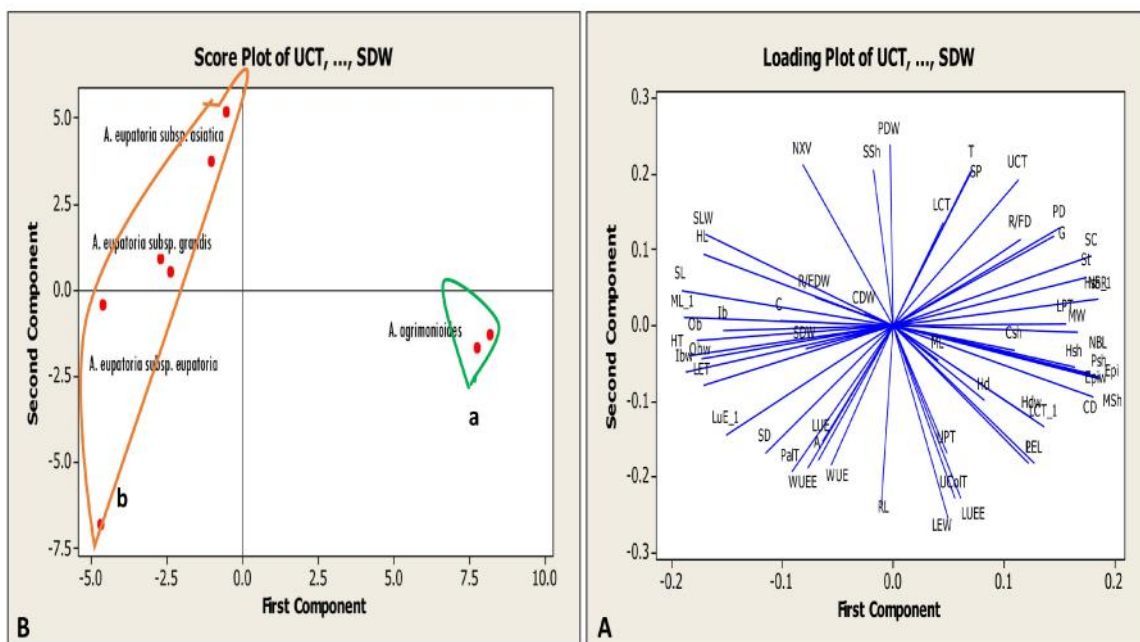 Score Plot of UCT, ..., SDW
5.0
2.5
0.0
-2.5
-5.0
-7.5
Second Component
A. eupatoria subsp. asiatica
A. eupatoria subsp. grandis
A. eupatoria subsp. eupatoria
A. agrimonioides
a
b
-5.0 -2.5 0.0 2.5 5.0 7.5 10.0
First Component
B
Loading Plot of UCT, ..., SDW
0.3
0.2
0.1
0.0
-0.1
-0.2
-0.3
Second Component
PDW
NXV
SSh
T
SP
UCT
LCT
R/FD
PD
G
SLW
HL
SC
St
SL
R/FDW
CDW
LPT
MW
ML_1
Ib
C
Ob
SDW
HT
Obw
Ibw
LET
ML
Csh
NBL
Hsh
Psh
Epi
Epiw
MSh
Hd
CD
Hdw
LCT_1
LuE_1
SD
LUE
A
PalT
WUEE
WUE
UPT
LEL
UColT
LUEE
RL
LEW
-0.2 -0.1 0.0 0.1 0.2
First Component
A